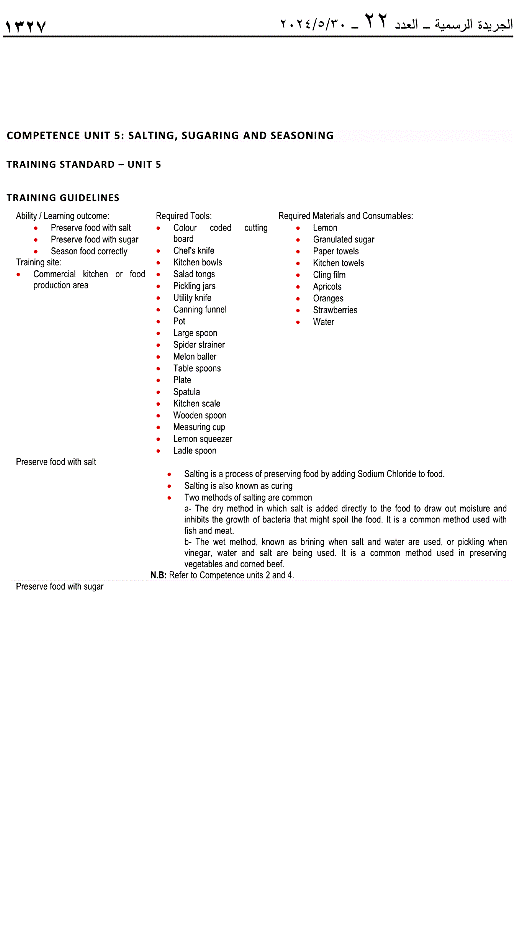 الجريدة الرسمية – العدد ٢٢ – ٢٠٢٤/٥/٣٠
١٣٢٧
COMPETENCE UNIT 5: SALTING, SUGARING AND SEASONING
TRAINING STANDARD – UNIT 5
TRAINING GUIDELINES
Ability / Learning outcome:
• Preserve food with salt
• Preserve food with sugar
• Season food correctly
Training site:
• Commercial kitchen or food
production area
Required Tools:
• Colour coded cutting
board
• Chef's knife
• Kitchen bowls
• Salad tongs
• Pickling jars
• Utility knife
• Canning funnel
• Pot
• Large spoon
• Spider strainer
• Melon baller
• Table spoons
• Plate
• Spatula
• Kitchen scale
• Wooden spoon
• Measuring cup
• Lemon squeezer
• Ladle spoon
Required Materials and Consumables:
• Lemon
• Granulated sugar
• Paper towels
• Kitchen towels
• Cling film
• Apricots
• Oranges
• Strawberries
• Water
Preserve food with salt
• Salting is a process of preserving food by adding Sodium Chloride to food.
• Salting is also known as curing
• Two methods of salting are common
a- The dry method in which salt is added directly to the food to draw out moisture and
inhibits the growth of bacteria that might spoil the food. It is a common method used with
fish and meat.
b- The wet method, known as brining when salt and water are used, or pickling when
vinegar, water and salt are being used. It is a common method used in preserving
vegetables and corned beef.
N.B: Refer to Competence units 2 and 4.
Preserve food with sugar